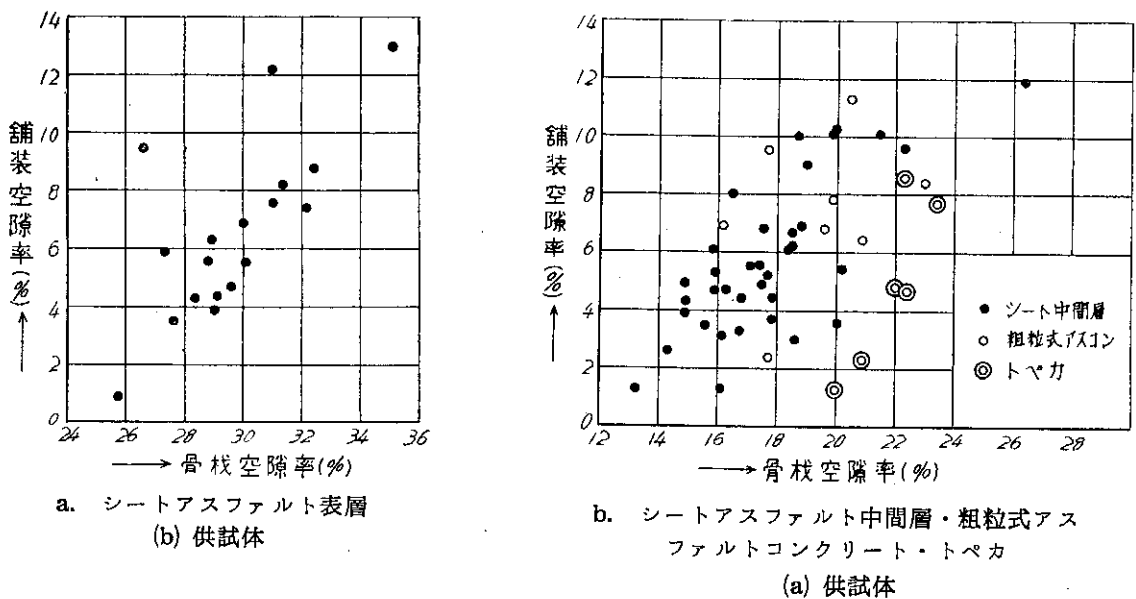 14
12
10
8
6
4
2
0
舗装空隙率(%)
24 26 28 30 32 34 36
骨材空隙率(%)
a. シートアスファルト表層
(b) 供試体
14
12
10
8
6
4
2
0
舗装空隙率(%)
シート中間層
粗粒式アスコン
トペカ
12 14 16 18 20 22 24 26 28
骨材空隙率(%)
b. シートアスファルト中間層・粗粒式アス
ファルトコンクリート・トペカ
(a) 供試体